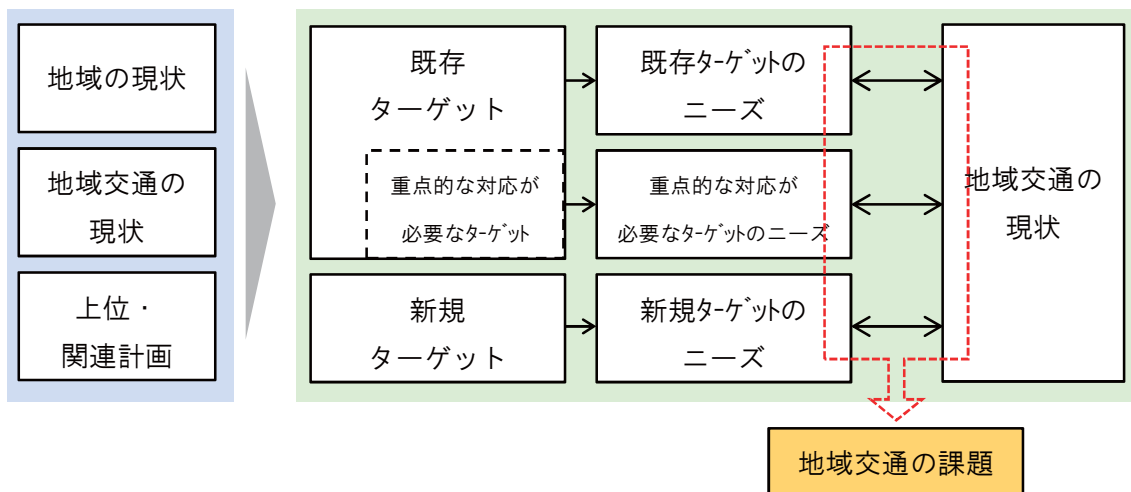 地域の現状
地域交通の
現状
上位・
関連計画
既存
ターゲット
重点的な対応が
必要なﾀｰｹﾞｯﾄ
新規
ターゲット
既存ﾀｰｹﾞｯﾄの
ニーズ
重点的な対応が
必要なﾀｰｹﾞｯﾄのニーズ
新規ﾀｰｹﾞｯﾄの
ニーズ
地域交通の
現状
地域交通の課題